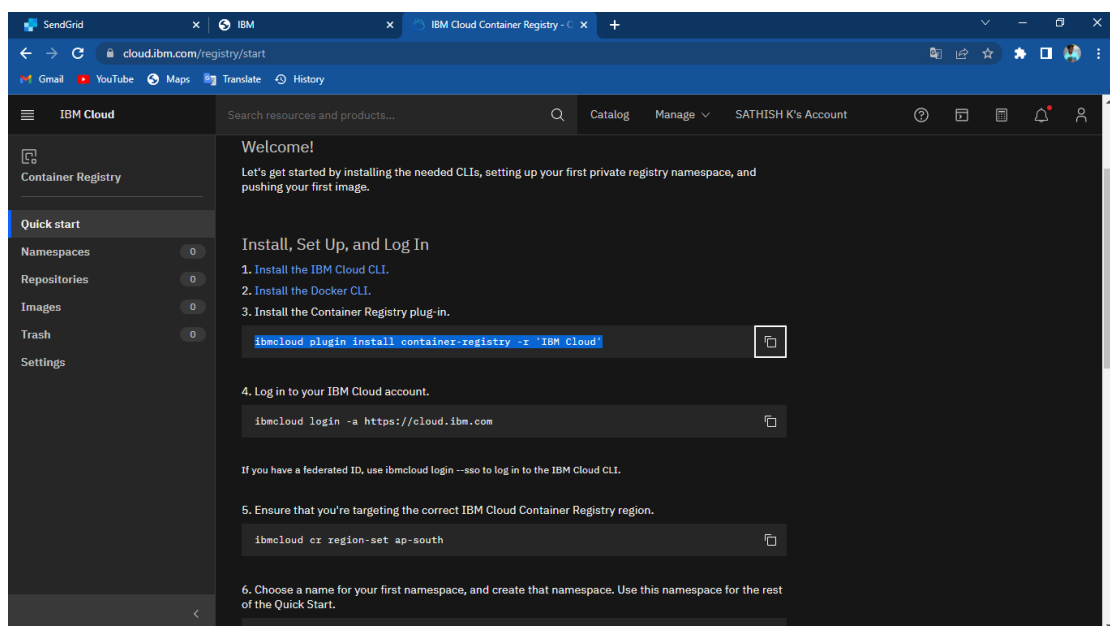 SendGrid
IBM
IBM Cloud Container Registry - C
cloud.ibm.com/registry/start
Gmail
YouTube
Maps
Translate
History
IBM Cloud
Search resources and products...
Catalog
Manage
SATHISH K's Account
Container Registry
Quick start
Namespaces 0
Repositories 0
Images 0
Trash 0
Settings
Welcome!
Let's get started by installing the needed CLIs, setting up your first private registry namespace, and
pushing your first image.
Install, Set Up, and Log In
1. Install the IBM Cloud CLI.
2. Install the Docker CLI.
3. Install the Container Registry plug-in.
ibmcloud plugin install container-registry -r 'IBM Cloud'
4. Log in to your IBM Cloud account.
ibmcloud login -a https://cloud.ibm.com
If you have a federated ID, use ibmcloud login --sso to log in to the IBM Cloud CLI.
5. Ensure that you're targeting the correct IBM Cloud Container Registry region.
ibmcloud cr region-set ap-south
6. Choose a name for your first namespace, and create that namespace. Use this namespace for the rest
of the Quick Start.